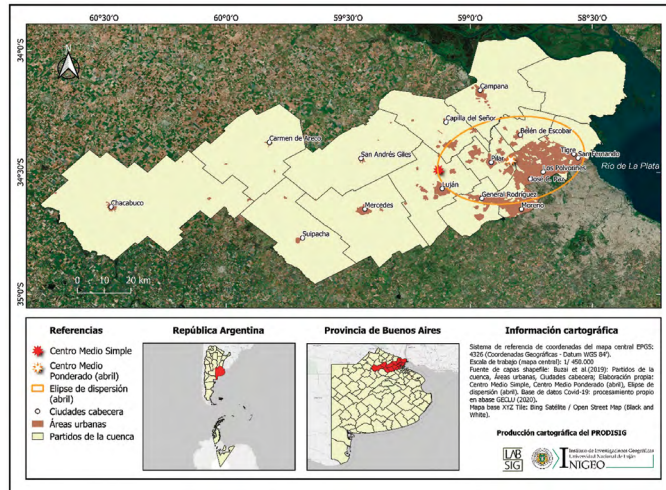 60°30'S
60°00'S
59°30'S
59°00'S
58°30'S
34°0'S
34°30'S
35°0'S
N
Campana
Capilla del Señor
Belén de Escobar
Carmen de Areco
San Andrés Giles
Pilar
Tigre
San Fernando
Los Polvorines
José C. Paz
Río de La Plata
Luján
General Rodríguez
Moreno
Chacabuco
Mercedes
Suipacha
0 10 20 km
Referencias
Centro Medio Simple
Centro Medio
Ponderado (abril)
Elipse de dispersión
(abril)
Ciudades cabecera
Áreas urbanas
Partidos de la cuenca
República Argentina
Provincia de Buenos Aires
Información cartográfica
Sistema de referencia de coordenadas del mapa central EPGS:
4326 (Coordenadas Geográficas - Datum WGS 84').
Escala de trabajo (mapa central): 1/ 450.000
Fuente de capas shapefile: Buzai et al.(2019): Partidos de la
cuenca, Áreas urbanas, Ciudades cabecera; Elaboración propia:
Centro Medio Simple, Centro Medio Ponderado (abril), Elipse de
dispersión (abril). Base de datos Covid-19: procesamiento propio
en abase GECLU (2020).
Mapa base XYZ Tile: Bing Satélite / Open Street Map (Black and
White).
Producción cartográfica del PRODISIG
LAB
SIG
Instituto de Investigaciones Geográficas
Universidad Nacional de Luján
INIGEO